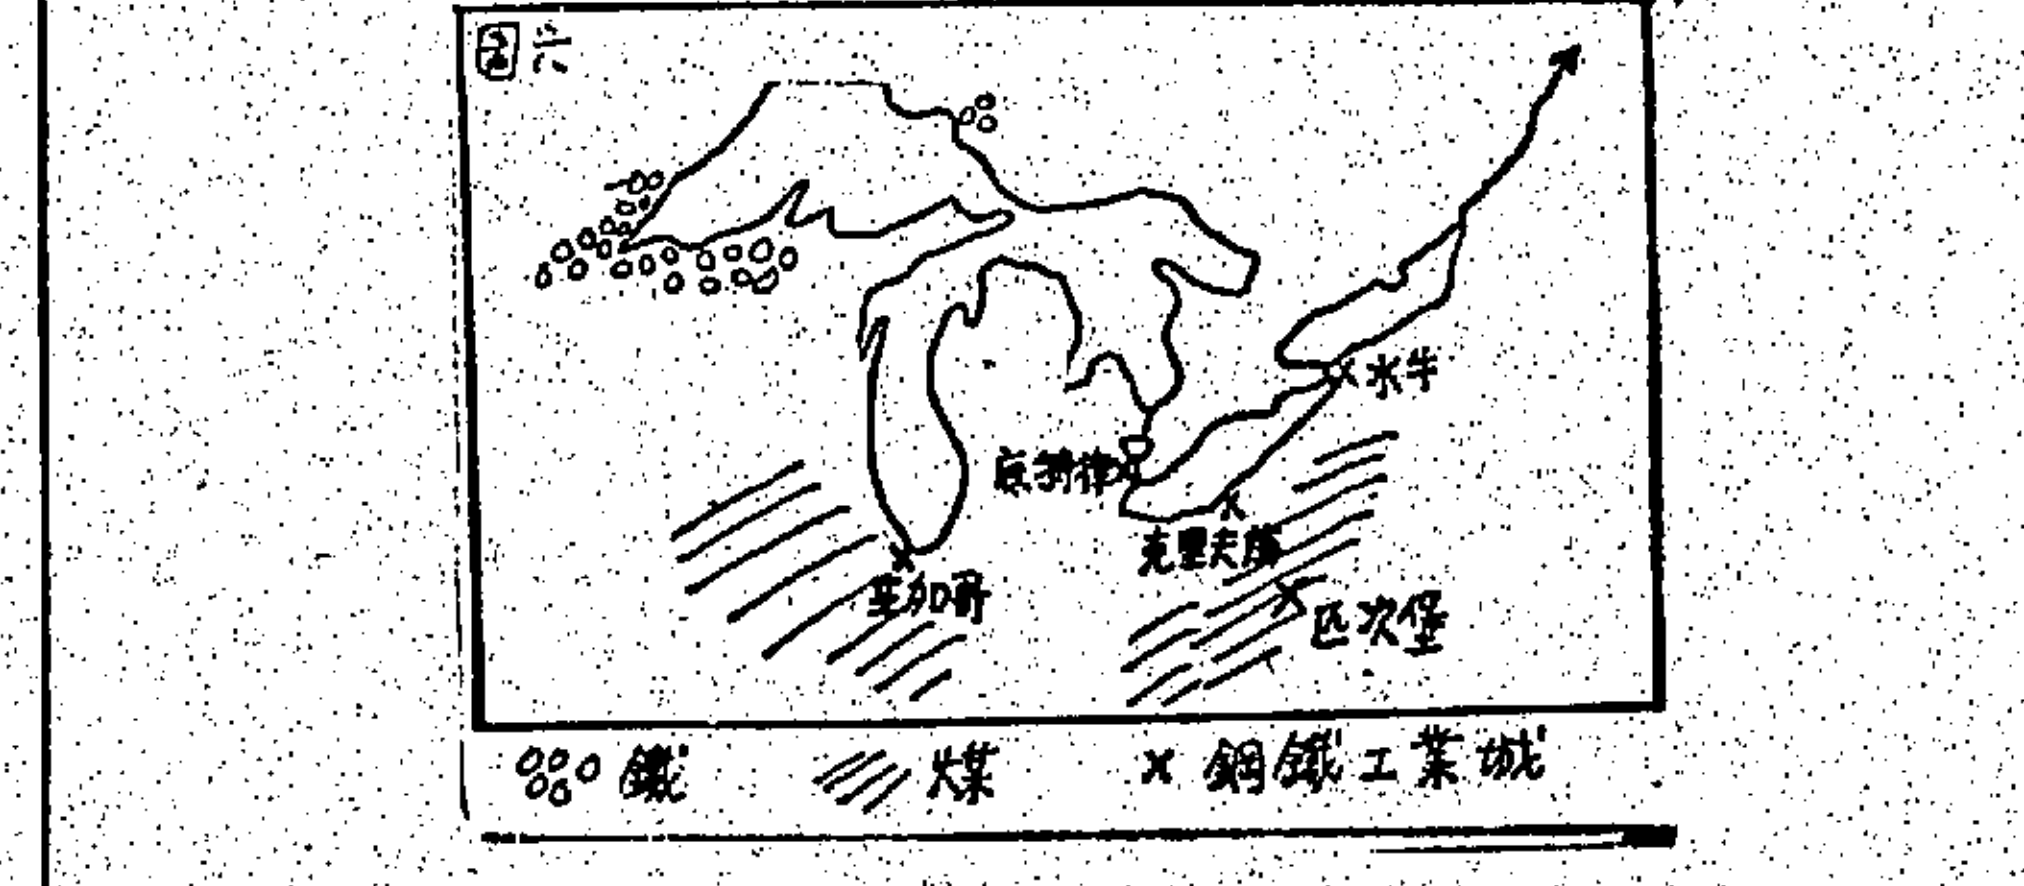 圖六
水牛
底特律
克里夫蘭
芝加哥
匹次堡
鐵 煤 x 鋼鐵工業城